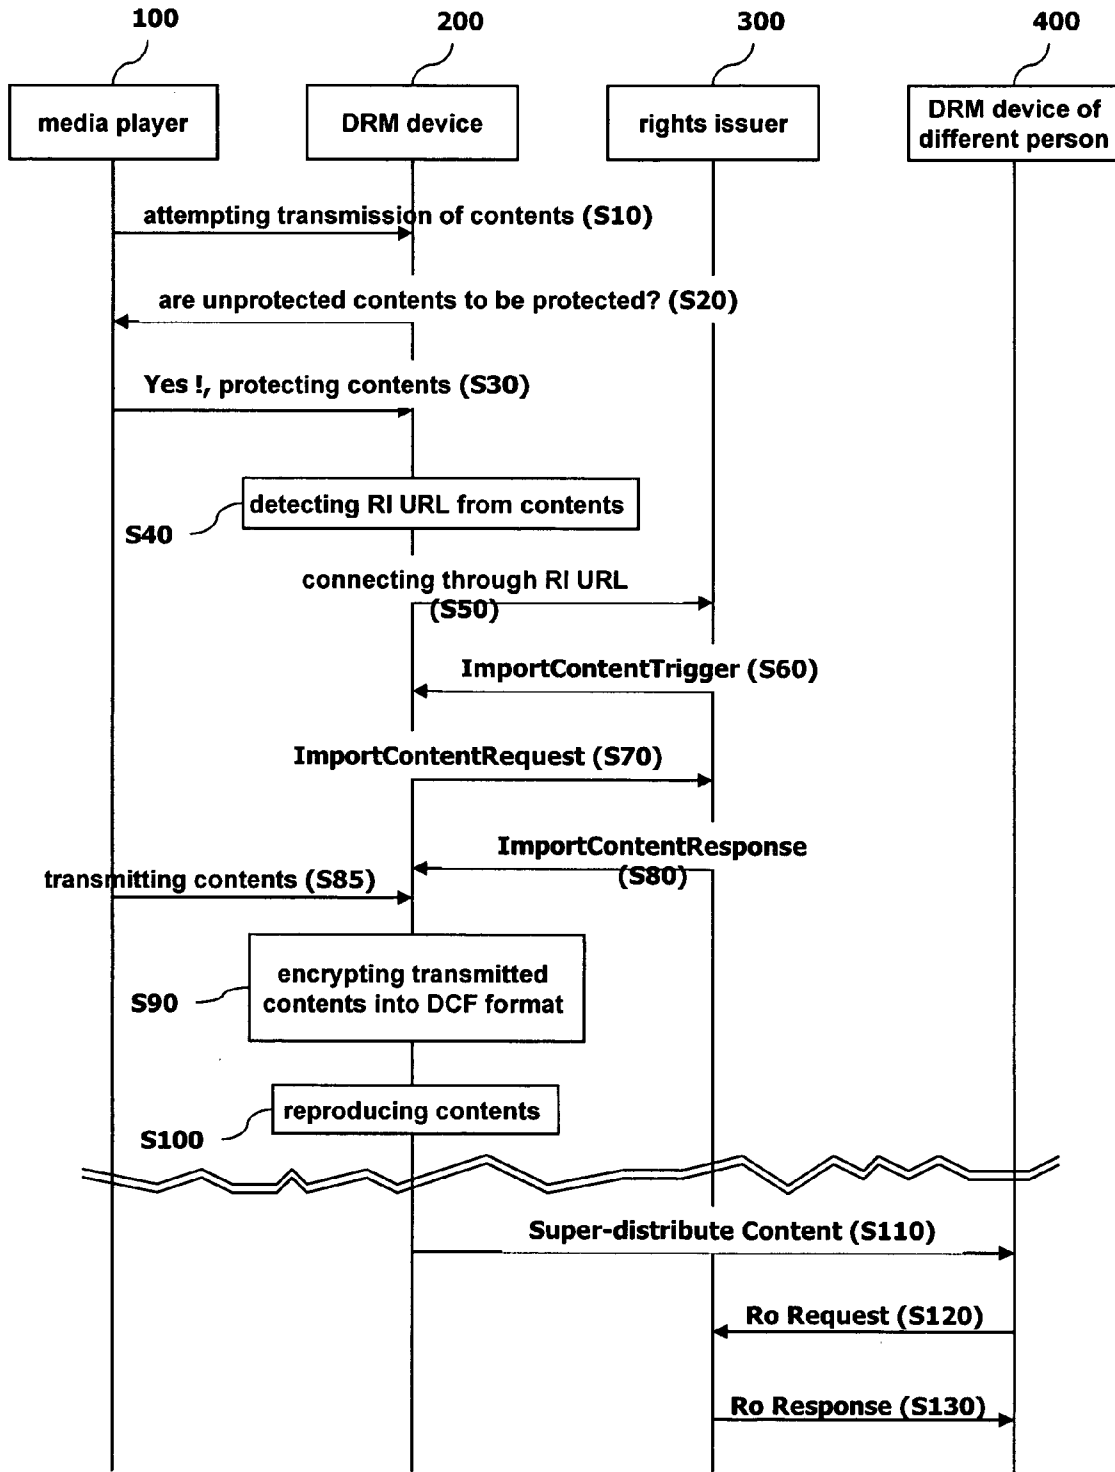 100
200
300
400
media player
DRM device
rights issuer
DRM device of
different person
attempting transmission of contents (S10)
are unprotected contents to be protected? (S20)
Yes !, protecting contents (S30)
detecting RI URL from contents
S40
connecting through RI URL
(S50)
ImportContentTrigger (S60)
ImportContentRequest (S70)
ImportContentResponse
(S80)
transmitting contents (S85)
encrypting transmitted
contents into DCF format
S90
reproducing contents
S100
Super-distribute Content (S110)
Ro Request (S120)
Ro Response (S130)